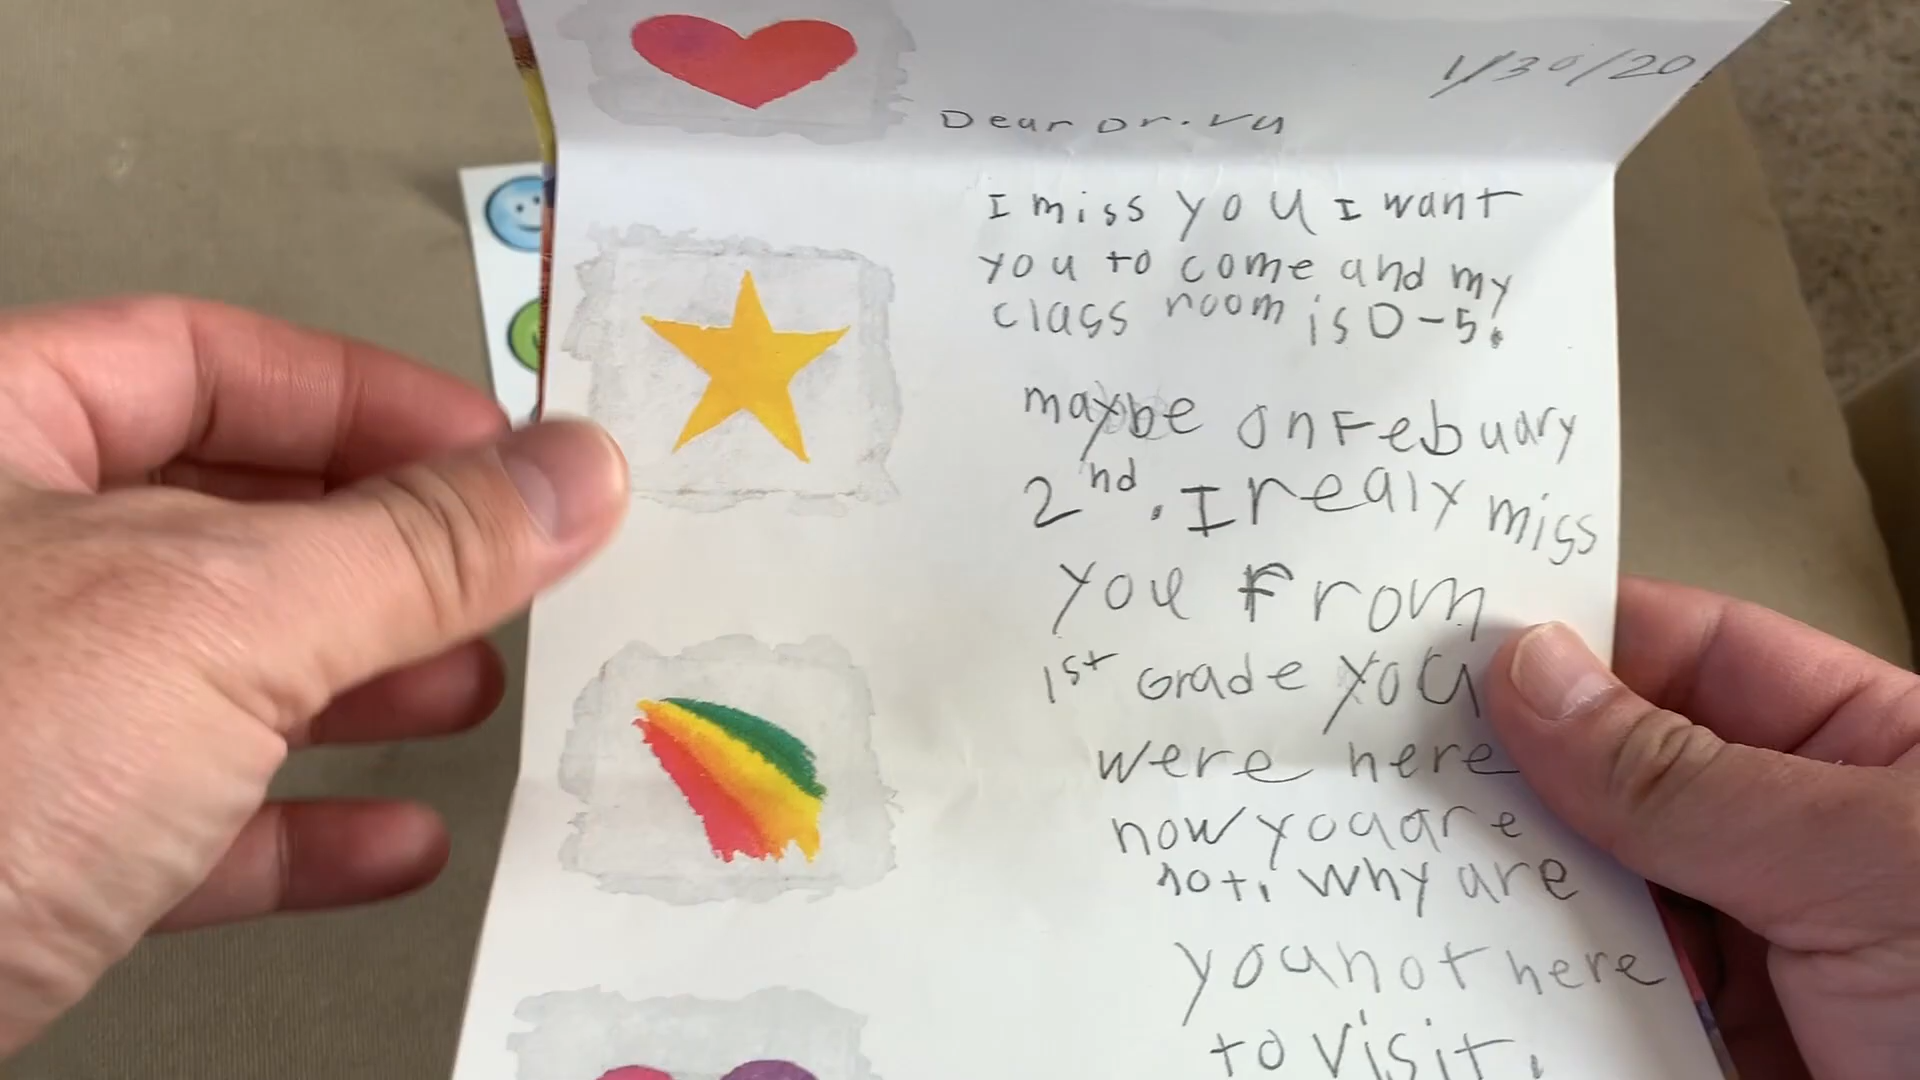 1/30/20
Dear Dr. Vu
I miss you I want
you to come and my
class room is D-5.
maybe on Febuary
2nd. I realy miss
you From
1st Grade you
were here
now you are
not. Why are
you not here
to visit.